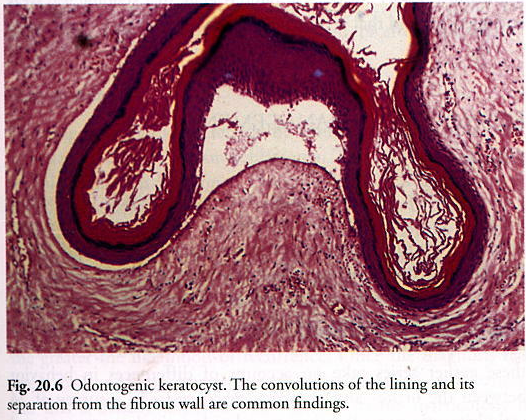 Fig. 20.6 Odontogenic keratocyst. The convolutions of the lining and its
separation from the fibrous wall are common findings.